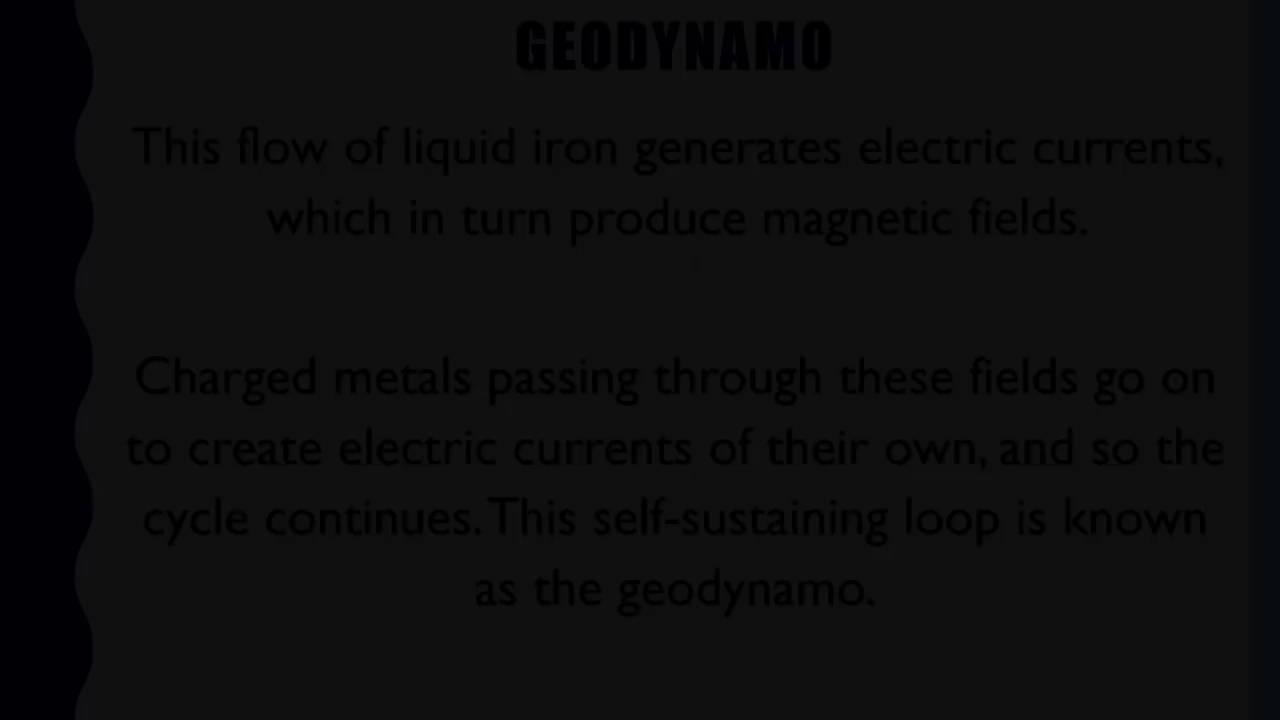 GEODYNAMO
This flow of liquid iron generates electric currents,
which in turn produce magnetic fields.
Charged metals passing through these fields go on
to create electric currents of their own, and so the
cycle continues. This self-sustaining loop is known
as the geodynamo.